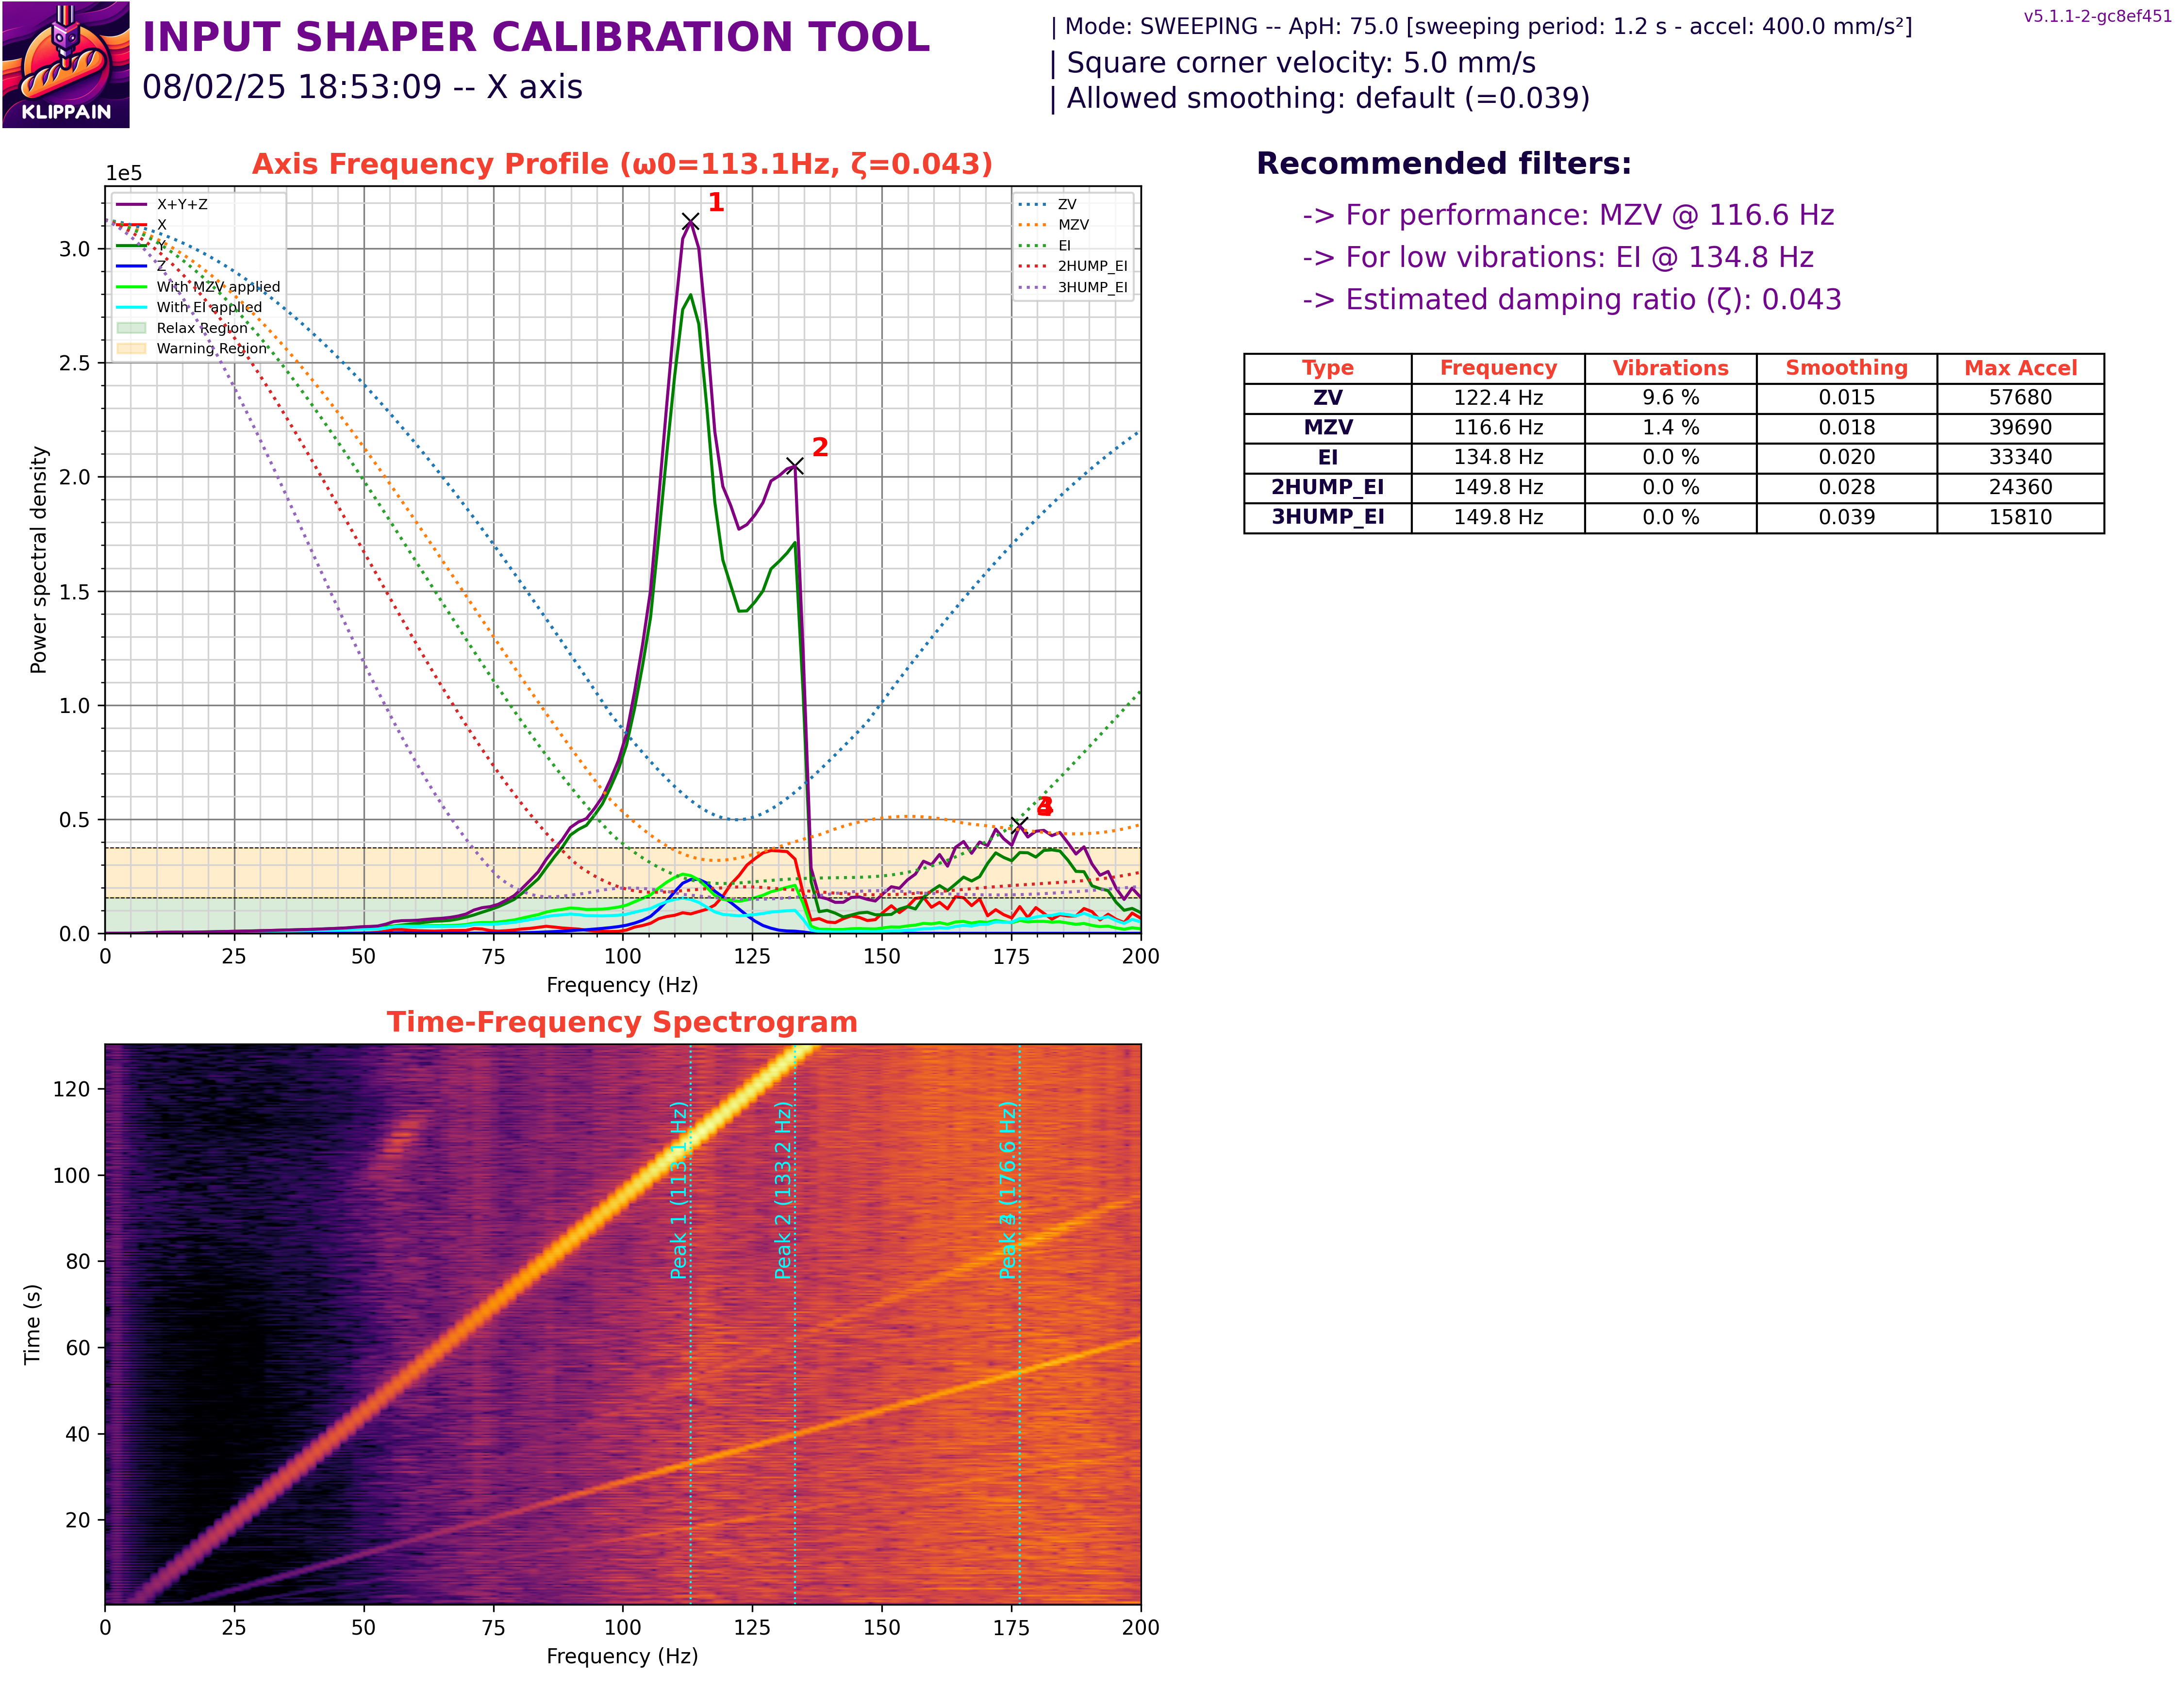 KLIPPAIN
INPUT SHAPER CALIBRATION TOOL
08/02/25 18:53:09 -- X axis
| Mode: SWEEPING -- ApH: 75.0 [sweeping period: 1.2 s - accel: 400.0 mm/s²]
| Square corner velocity: 5.0 mm/s
| Allowed smoothing: default (=0.039)
v5.1.1-2-gc8ef451
Axis Frequency Profile (ω0=113.1Hz, ζ=0.043)
1e5
X+Y+Z
X
Y
Z
With MZV applied
With EI applied
Relax Region
Warning Region
ZV
MZV
EI
2HUMP_EI
3HUMP_EI
1
2
Power spectral density
3.0
2.5
2.0
1.5
1.0
0.5
0.0
0 25 50 75 100 125 150 175 200
Frequency (Hz)
Recommended filters:
-> For performance: MZV @ 116.6 Hz
-> For low vibrations: EI @ 134.8 Hz
-> Estimated damping ratio (ζ): 0.043
Type Frequency Vibrations Smoothing Max Accel
ZV 122.4 Hz 9.6 % 0.015 57680
MZV 116.6 Hz 1.4 % 0.018 39690
EI 134.8 Hz 0.0 % 0.020 33340
2HUMP_EI 149.8 Hz 0.0 % 0.028 24360
3HUMP_EI 149.8 Hz 0.0 % 0.039 15810
Time-Frequency Spectrogram
Time (s)
120
100
80
60
40
20
Peak 1 (113.1 Hz)
Peak 2 (133.2 Hz)
Peak (176.6 Hz)
0 25 50 75 100 125 150 175 200
Frequency (Hz)